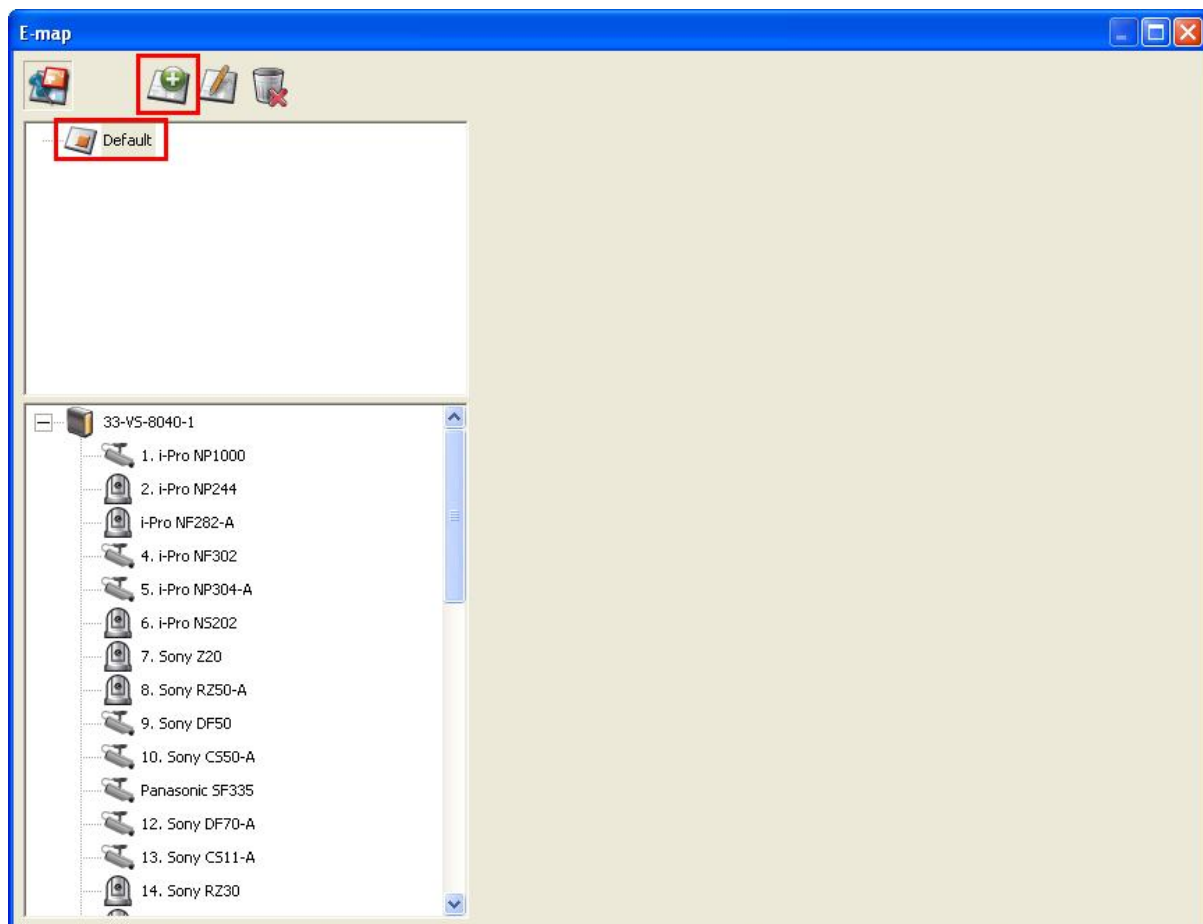 E-map
Default
33-VS-8040-1
1. i-Pro NP1000
2. i-Pro NP244
i-Pro NF282-A
4. i-Pro NF302
5. i-Pro NP304-A
6. i-Pro NS202
7. Sony Z20
8. Sony RZ50-A
9. Sony DF50
10. Sony CS50-A
Panasonic SF335
12. Sony DF70-A
13. Sony CS11-A
14. Sony RZ30